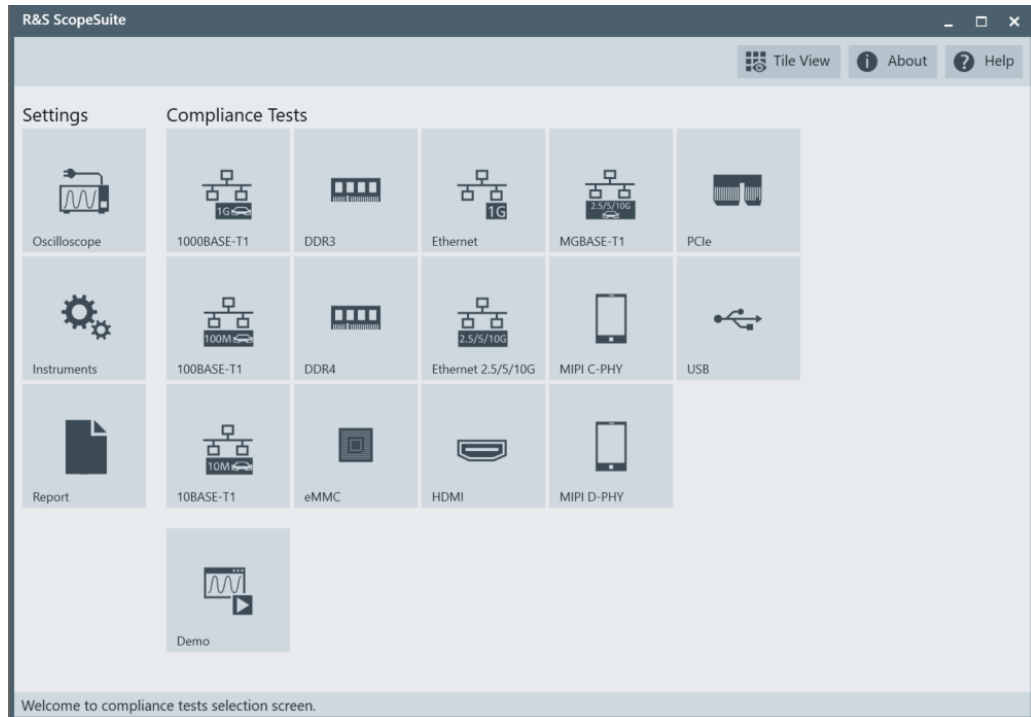 R&S ScopeSuite
Tile View About Help
Settings Compliance Tests
1G 1G 2.5/5/10G
Oscilloscope 1000BASE-T1 DDR3 Ethernet MGBASE-T1 PCIe
100M 2.5/5/10G
Instruments 100BASE-T1 DDR4 Ethernet 2.5/5/10G MIPI C-PHY USB
10M
Report 10BASE-T1 eMMC HDMI MIPI D-PHY
Demo
Welcome to compliance tests selection screen.